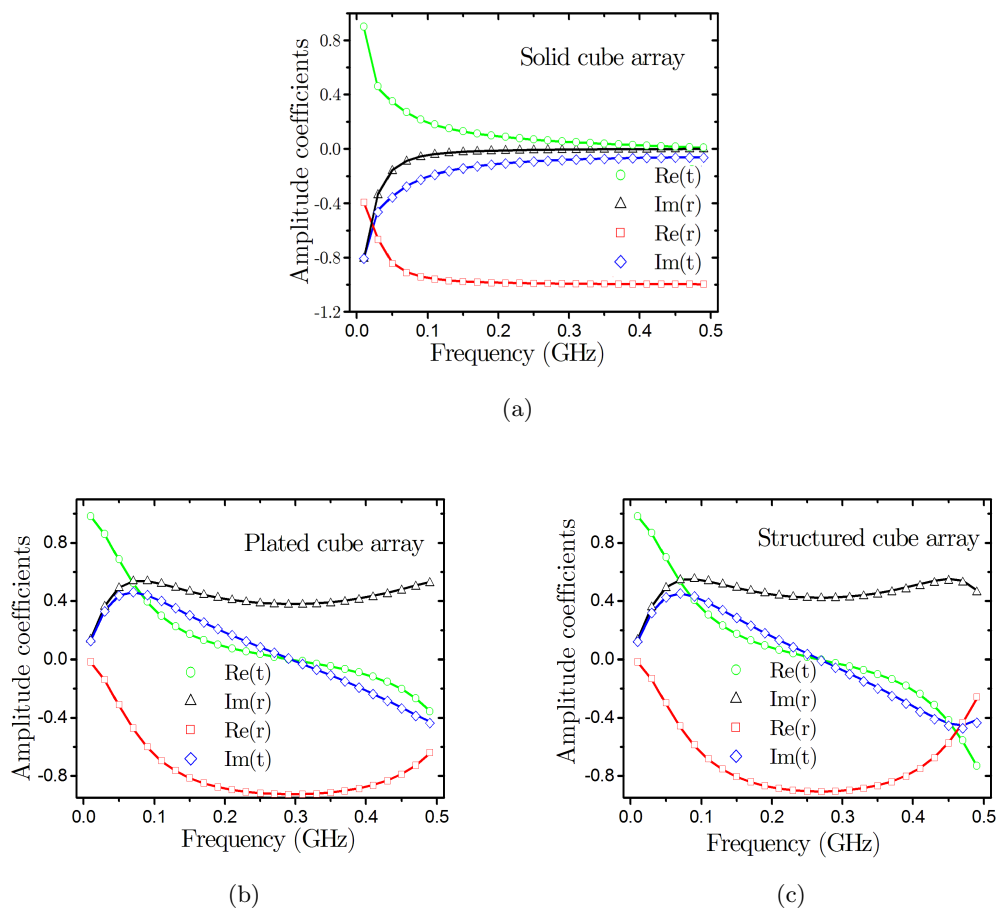 Amplitude coefficients
0.8
0.4
0.0
-0.4
-0.8
-1.2
Solid cube array
Re(t)
Im(r)
Re(r)
Im(t)
0.0 0.1 0.2 0.3 0.4 0.5
Frequency (GHz)
(a)
Amplitude coefficients
0.8
0.4
0.0
-0.4
-0.8
Plated cube array
Re(t)
Im(r)
Re(r)
Im(t)
0.0 0.1 0.2 0.3 0.4 0.5
Frequency (GHz)
(b)
Amplitude coefficients
0.8
0.4
0.0
-0.4
-0.8
Structured cube array
Re(t)
Im(r)
Re(r)
Im(t)
0.0 0.1 0.2 0.3 0.4 0.5
Frequency (GHz)
(c)